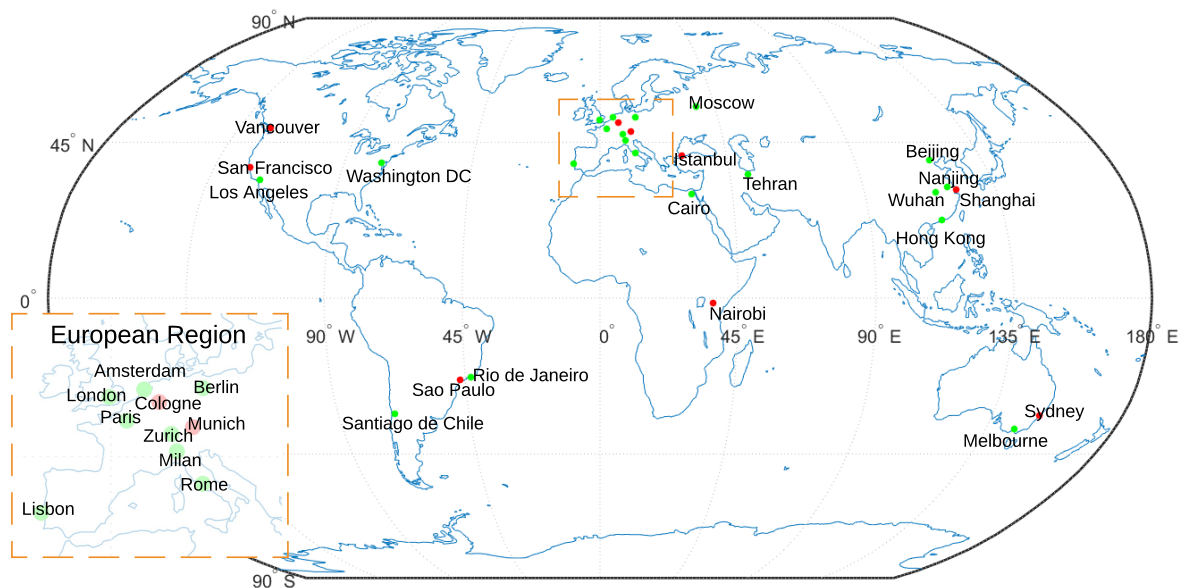 90° N
Moscow
Vancouver
45° N
Beijing
Istanbul
San Francisco
Washington DC
Nanjing
Tehran
Los Angeles
Wuhan
Shanghai
Cairo
Hong Kong
0°
Nairobi
European Region
90° W
45° W
0°
45° E
90° E
135° E
180° E
Amsterdam
Rio de Janeiro
Berlin
Sao Paulo
London
Cologne
Sydney
Paris
Munich
Santiago de Chile
Zurich
Melbourne
Milan
Rome
Lisbon
90° S